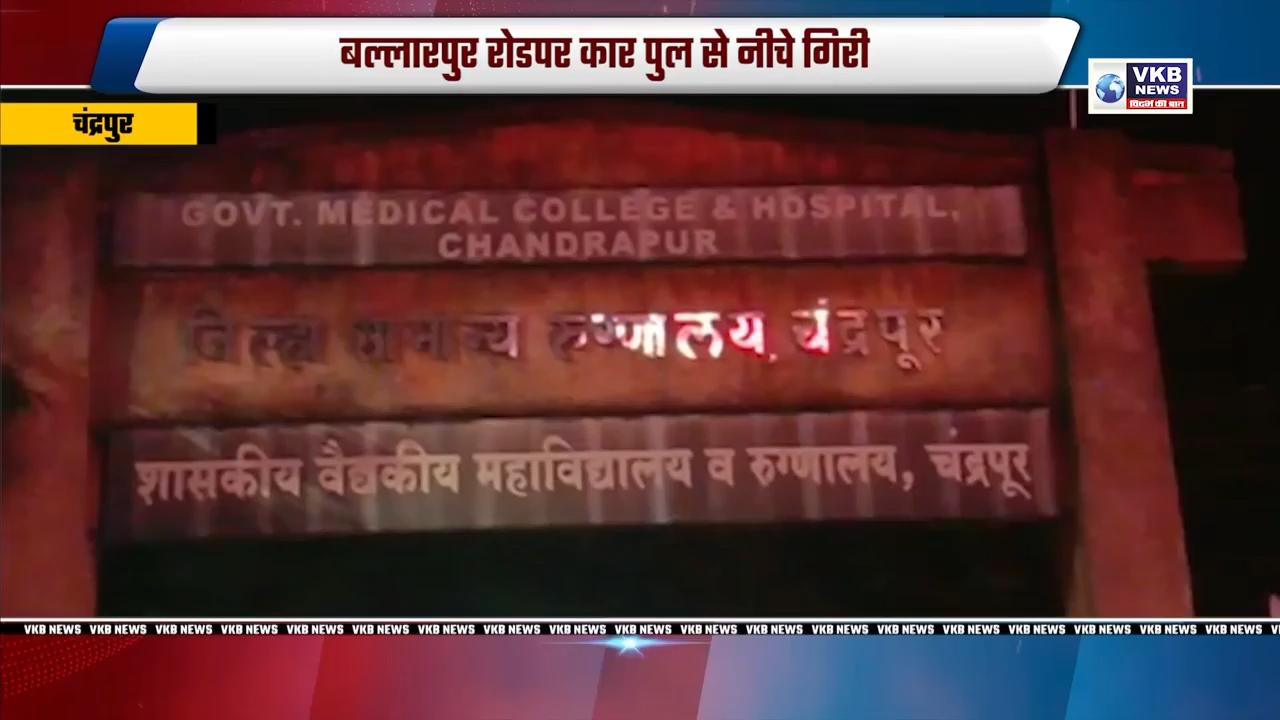 बल्लारपुर रोडपर कार पुल से नीचे गिरी
VKB
NEWS
विदर्भ की बात
चंद्रपुर
GOVT. MEDICAL COLLEGE & HOSPITAL,
CHANDRAPUR
जिल्हा सामान्य रुग्णालय, चंद्रपूर
शासकीय वैद्यकीय महाविद्यालय व रुग्णालय, चंद्रपूर
VKB NEWS VKB NEWS VKB NEWS VKB NEWS VKB NEWS VKB NEWS VKB NEWS VKB NEWS VKB NEWS VKB NEWS VKB NEWS VKB NEWS VKB NEWS VKB NEWS VKB NEWS VKB NEWS VKB NEWS VKB NEWS VKB NEWS